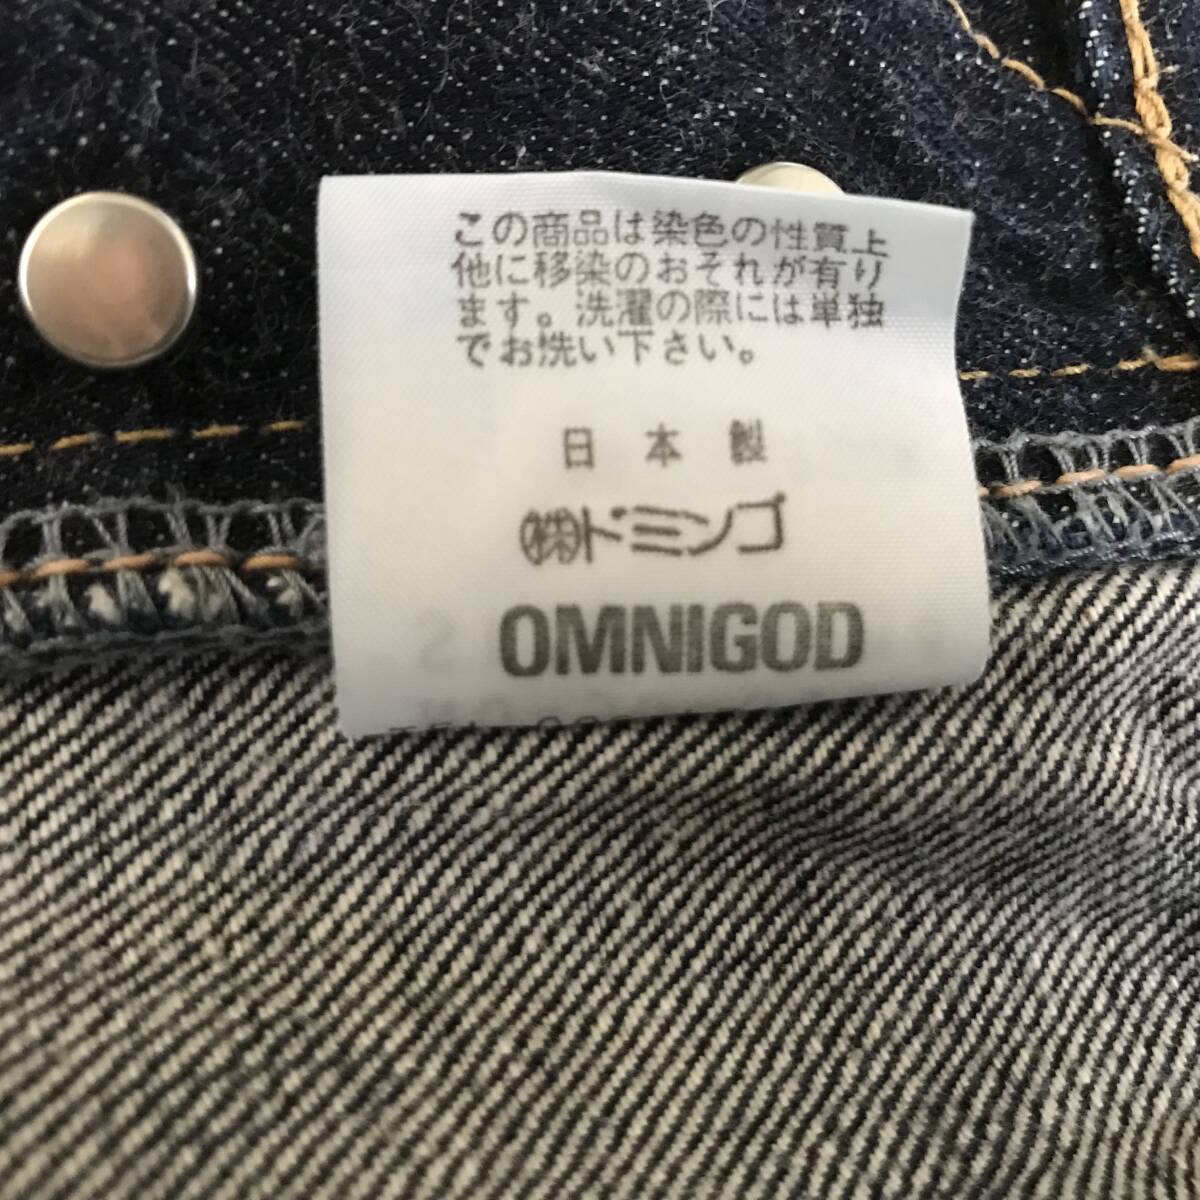 この商品は染色の性質上
他に移染のおそれが有り
ます。洗濯の際には単独
でお洗い下さい。
日本製
㈱ドミンゴ
OMNIGOD